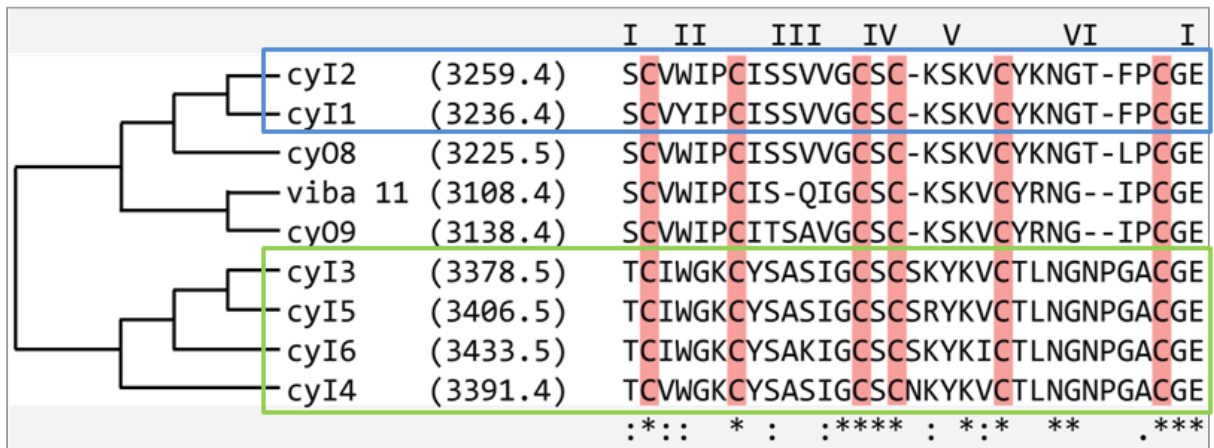 I II III IV V VI I
cyI2 (3259.4) SCVWIPCISSVVGCSC-KSKVCYKNGT-FPCGE
cyI1 (3236.4) SCVYIPCISSVVGCSC-KSKVCYKNGT-FPCGE
cyO8 (3225.5) SCVWIPCISSVVGCSC-KSKVCYKNGT-LPCGE
viba 11 (3108.4) SCVWIPCIS-QIGCSC-KSKVCYRNG--IPCGE
cyO9 (3138.4) SCVWIPCITSAVGCSC-KSKVCYRNG--IPCGE
cyI3 (3378.5) TCIWGKCYSASIGCSCSKYKVCTLNGNPGACGE
cyI5 (3406.5) TCIWGKCYSASIGCSCSRYKVCTLNGNPGACGE
cyI6 (3433.5) TCIWGKCYSAKIGCSCSKYKICTLNGNPGACGE
cyI4 (3391.4) TCVWGKCYSASIGCSCNKYKVCTLNGNPGACGE
:*:: * : :**** : *:* ** .***